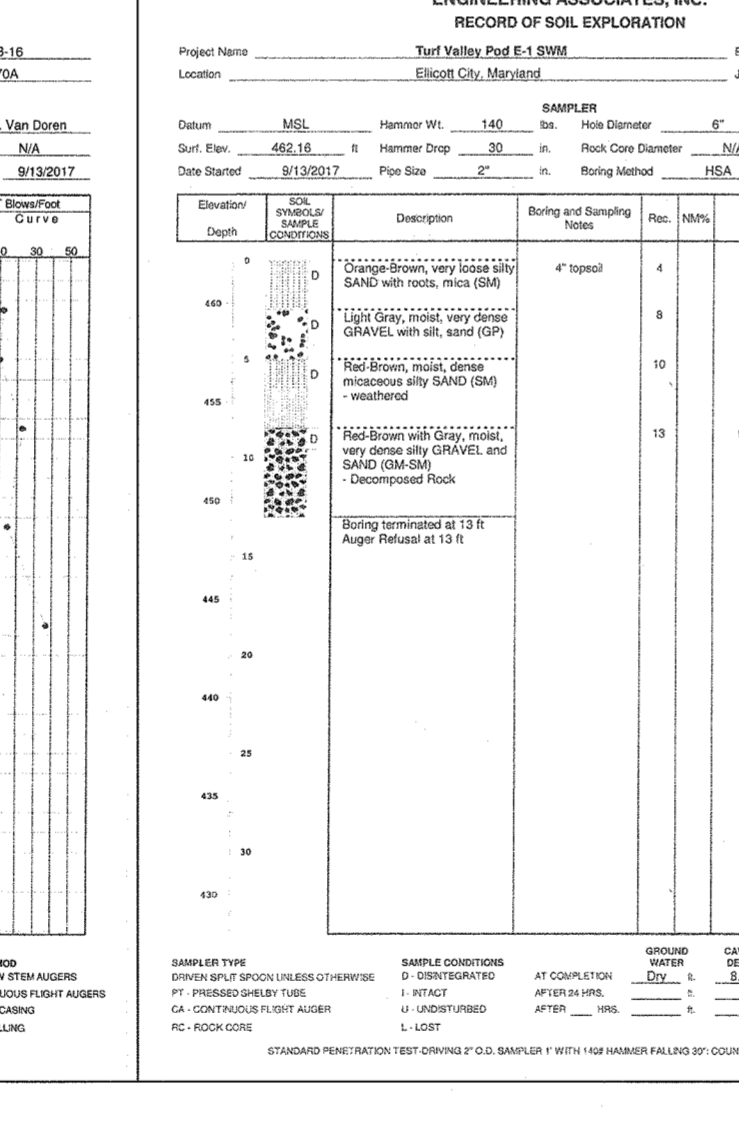 3-16
70A
Van Doren
N/A
9/13/2017
Blows/Foot
Curve
0 30 50
OD
W STEM AUGERS
UOUS FLIGHT AUGERS
CASING
LLING
ENGINEERING ASSOCIATES, INC.
RECORD OF SOIL EXPLORATION
Project Name Turf Valley Pod E-1 SWM
Location Ellicott City, Maryland
SAMPLER
Datum MSL Hammer Wt. 140 lbs. Hole Diameter 6"
Surf. Elev. 462.16 ft Hammer Drop 30 in. Rock Core Diameter N/A
Date Started 9/13/2017 Pipe Size 2" in. Boring Method HSA
Elevation/
Depth
SOIL
SYMBOLS/
SAMPLE
CONDITIONS
Description
Boring and Sampling
Notes
Rec. NM%
0
D
Orange-Brown, very loose silty
SAND with roots, mica (SM)
4" topsoil
4
460
D
Light Gray, moist, very dense
GRAVEL with silt, sand (GP)
8
5
D
Red-Brown, moist, dense
micaceous silty SAND (SM)
- weathered
10
455
D
Red-Brown with Gray, moist,
very dense silty GRAVEL and
SAND (GM-SM)
- Decomposed Rock
13
10
450
Boring terminated at 13 ft
Auger Refusal at 13 ft
15
445
20
440
25
435
30
430
SAMPLER TYPE
DRIVEN SPLIT SPOON UNLESS OTHERWISE
PT - PRESSED SHELBY TUBE
CA - CONTINUOUS FLIGHT AUGER
RC - ROCK CORE
SAMPLE CONDITIONS
D - DISINTEGRATED
I - INTACT
U - UNDISTURBED
L - LOST
GROUND
WATER
AT COMPLETION Dry ft.
AFTER 24 HRS. ft.
AFTER HRS. ft.
CA
DE
8.
STANDARD PENETRATION TEST-DRIVING 2" O.D. SAMPLER 1' WITH 140# HAMMER FALLING 30": COUN